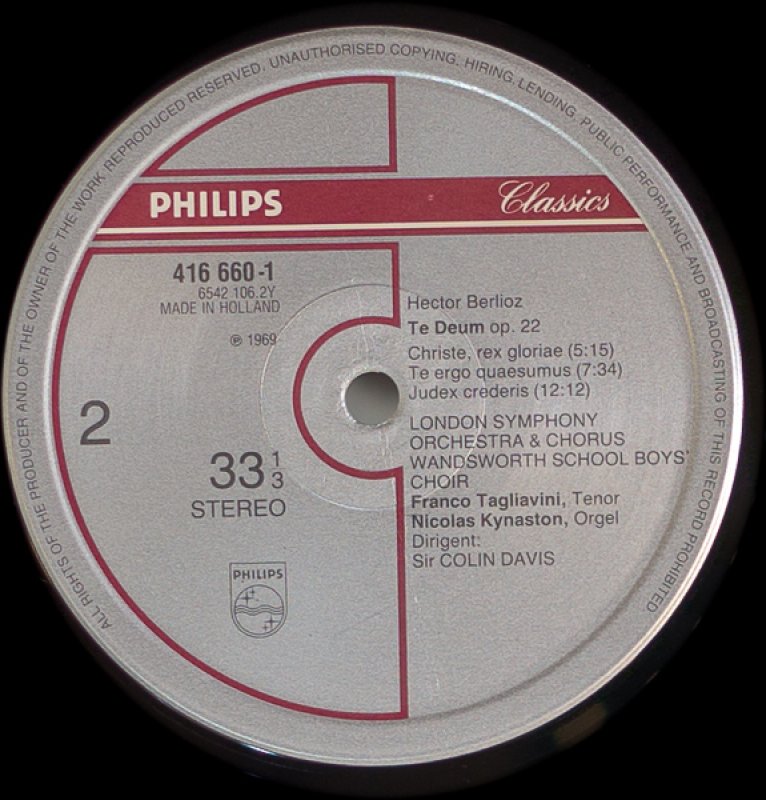 ALL RIGHTS OF THE PRODUCER AND OF THE OWNER OF THE WORK REPRODUCED RESERVED. UNAUTHORISED COPYING, HIRING, LENDING, PUBLIC PERFORMANCE AND BROADCASTING OF THIS RECORD PROHIBITED
PHILIPS Classics
416 660-1
6542 106.2Y
MADE IN HOLLAND
℗ 1969
2
33 1/3
STEREO
PHILIPS
Hector Berlioz
Te Deum op. 22
Christe, rex gloriae (5:15)
Te ergo quaesumus (7:34)
Judex crederis (12:12)
LONDON SYMPHONY
ORCHESTRA & CHORUS
WANDSWORTH SCHOOL BOYS'
CHOIR
Franco Tagliavini, Tenor
Nicolas Kynaston, Orgel
Dirigent:
Sir COLIN DAVIS